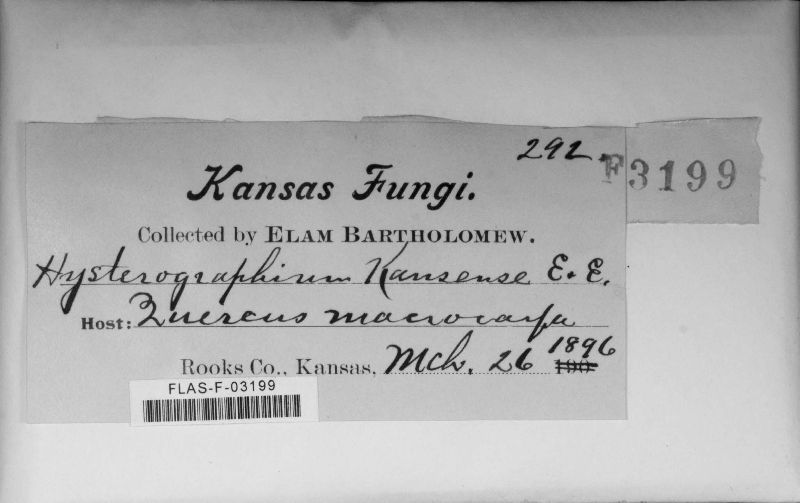 292.
F3199
Kansas Fungi.
Collected by ELAM BARTHOLOMEW.
Hysterographium Kansense E. & E.
Host: Quercus macrocarpa
Rooks Co., Kansas, Mch. 26 1896
190
FLAS-F-03199